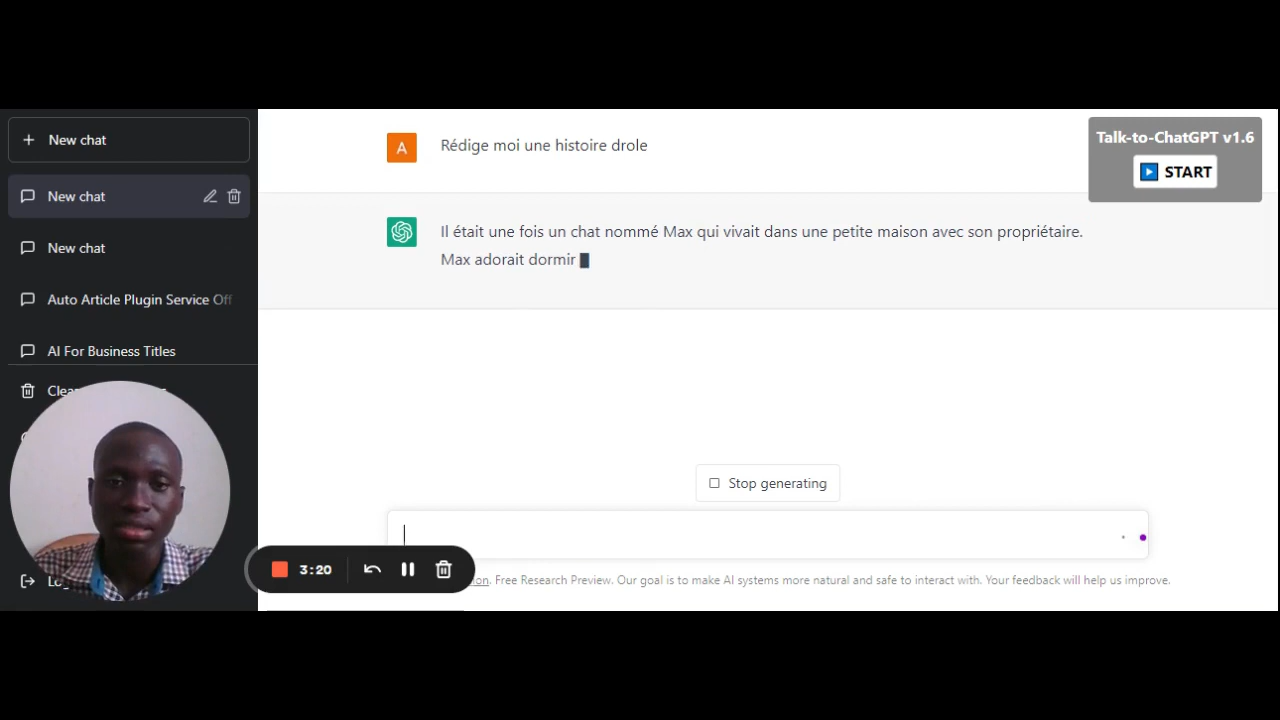 New chat
New chat
New chat
Auto Article Plugin Service Off
AI For Business Titles
Clea
A
Rédige moi une histoire drole
Il était une fois un chat nommé Max qui vivait dans une petite maison avec son propriétaire.
Max adorait dormir
Talk-to-ChatGPT v1.6
START
Stop generating
Free Research Preview. Our goal is to make AI systems more natural and safe to interact with. Your feedback will help us improve.
3:20